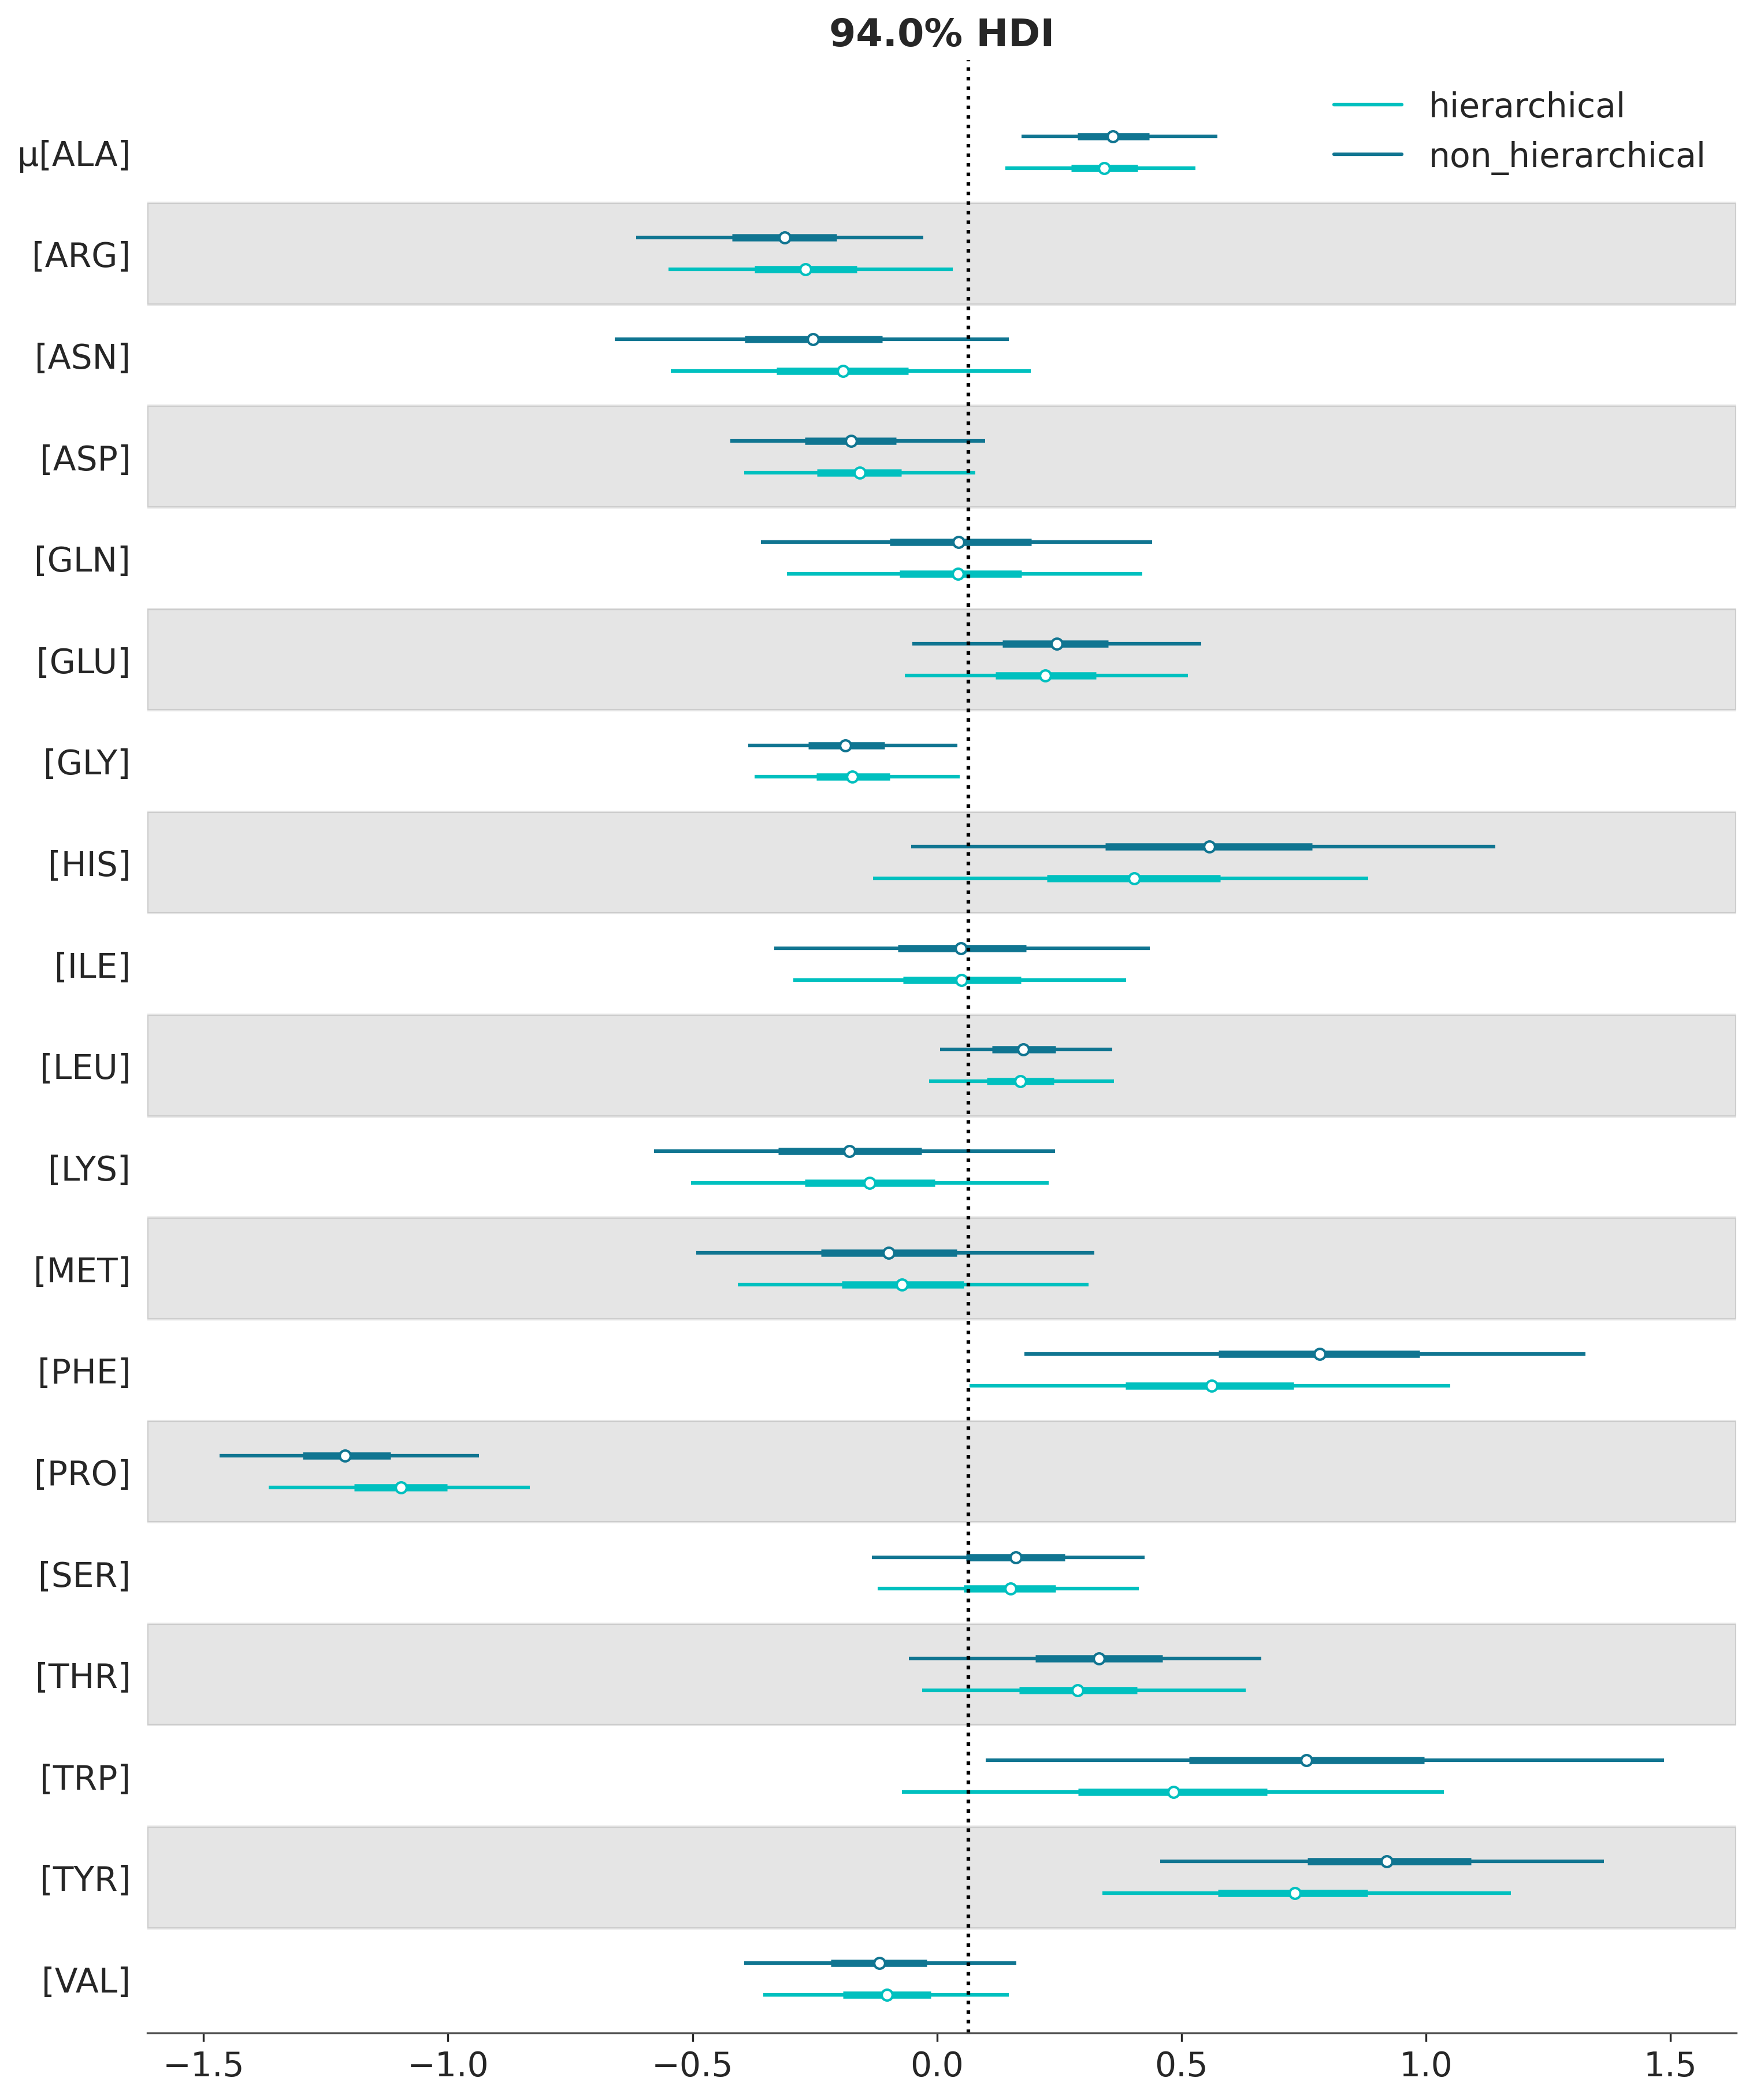 94.0% HDI
hierarchical
non_hierarchical
μ[ALA]
[ARG]
[ASN]
[ASP]
[GLN]
[GLU]
[GLY]
[HIS]
[ILE]
[LEU]
[LYS]
[MET]
[PHE]
[PRO]
[SER]
[THR]
[TRP]
[TYR]
[VAL]
−1.5 −1.0 −0.5 0.0 0.5 1.0 1.5